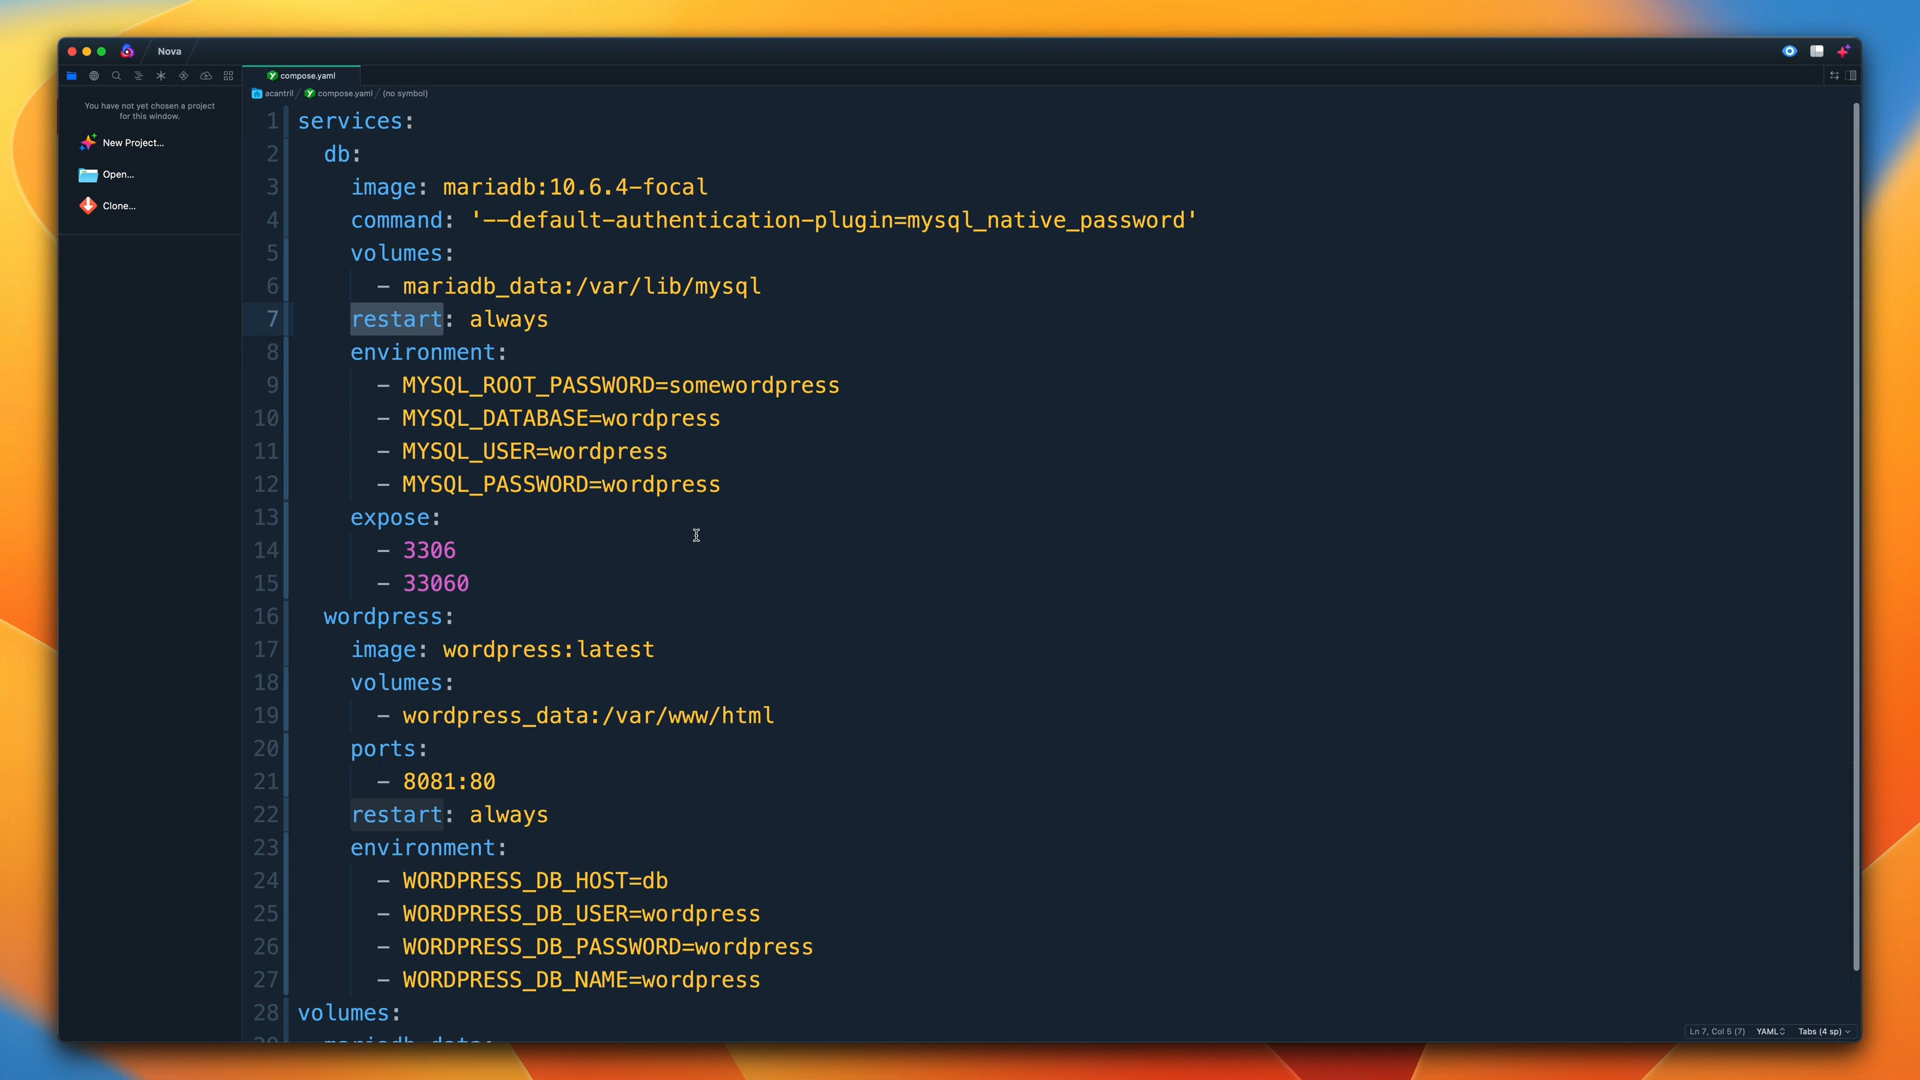 Nova
compose.yaml
acantril / compose.yaml / (no symbol)
You have not yet chosen a project
for this window.
New Project...
Open...
Clone...
1 services:
2 db:
3 image: mariadb:10.6.4-focal
4 command: '--default-authentication-plugin=mysql_native_password'
5 volumes:
6 - mariadb_data:/var/lib/mysql
7 restart: always
8 environment:
9 - MYSQL_ROOT_PASSWORD=somewordpress
10 - MYSQL_DATABASE=wordpress
11 - MYSQL_USER=wordpress
12 - MYSQL_PASSWORD=wordpress
13 expose:
14 - 3306
15 - 33060
16 wordpress:
17 image: wordpress:latest
18 volumes:
19 - wordpress_data:/var/www/html
20 ports:
21 - 8081:80
22 restart: always
23 environment:
24 - WORDPRESS_DB_HOST=db
25 - WORDPRESS_DB_USER=wordpress
26 - WORDPRESS_DB_PASSWORD=wordpress
27 - WORDPRESS_DB_NAME=wordpress
28 volumes:
29 mariadb_data:
Ln 7, Col 5 (7) YAML Tabs (4 sp)